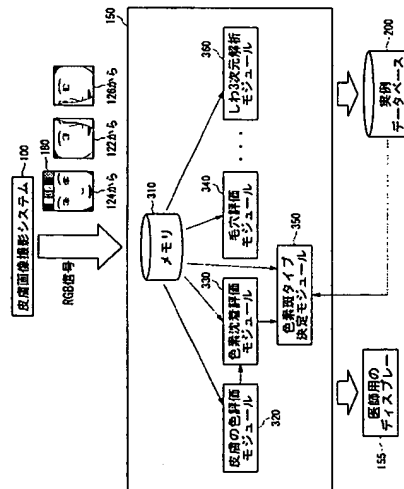 100
皮膚画像撮影システム
RGB信号
180
124から
122から
126から
150
310
メモリ
320
皮膚の色評価
モジュール
330
色素沈着評価
モジュール
340
毛穴評価
モジュール
・・・
360
しわ3次元解析
モジュール
350
色素斑タイプ
決定モジュール
155
医師用の
ディスプレー
200
実例
データベース